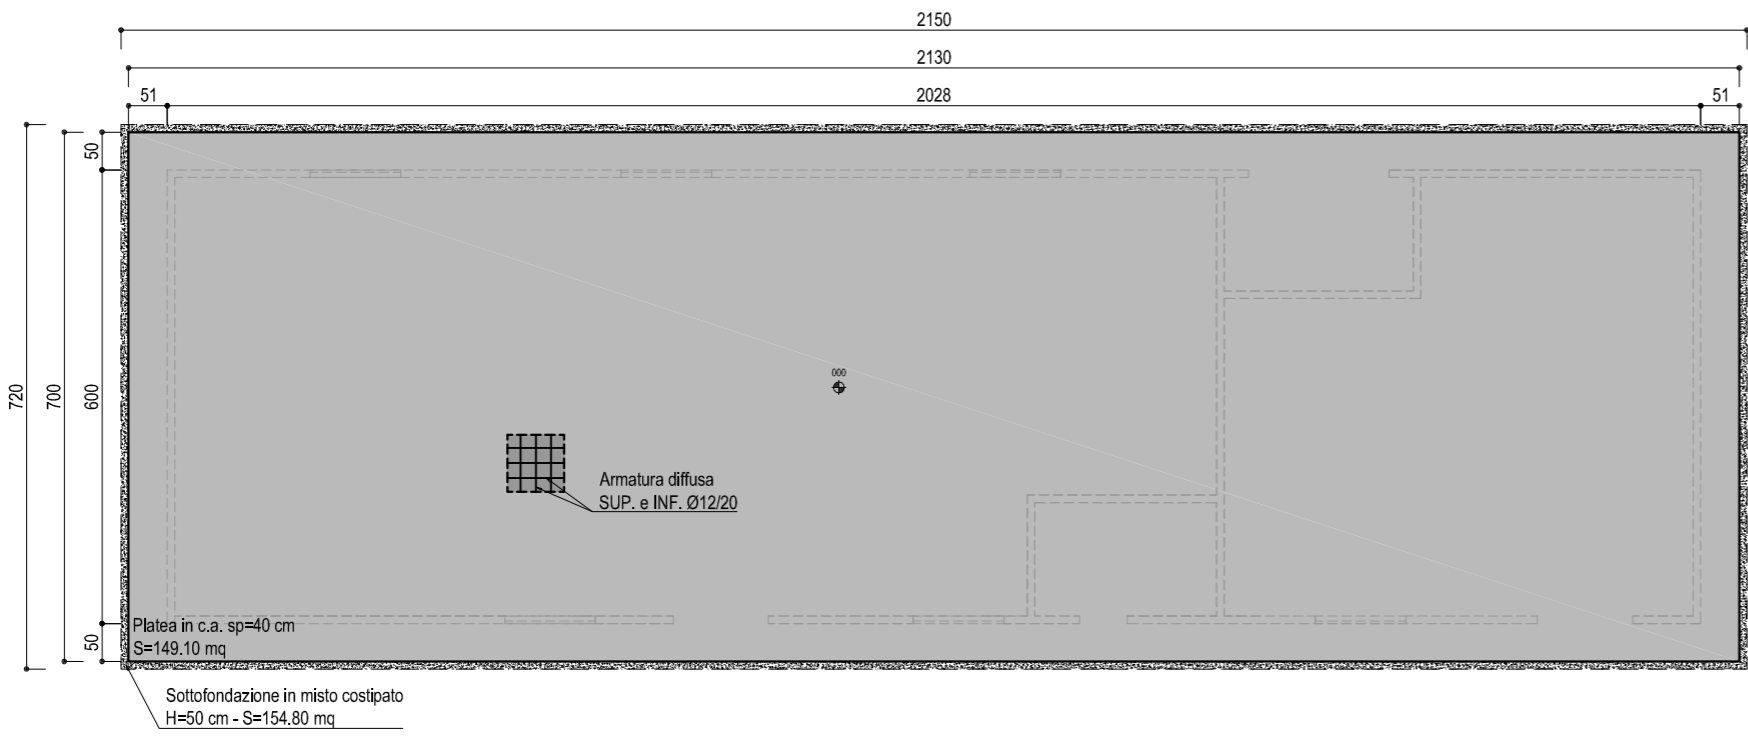 2150
2130
51
2028
51
50
720
700
600
50
000
Armatura diffusa
SUP. e INF. Ø12/20
Platea in c.a. sp=40 cm
S=149.10 mq
Sottofondazione in misto costipato
H=50 cm - S=154.80 mq